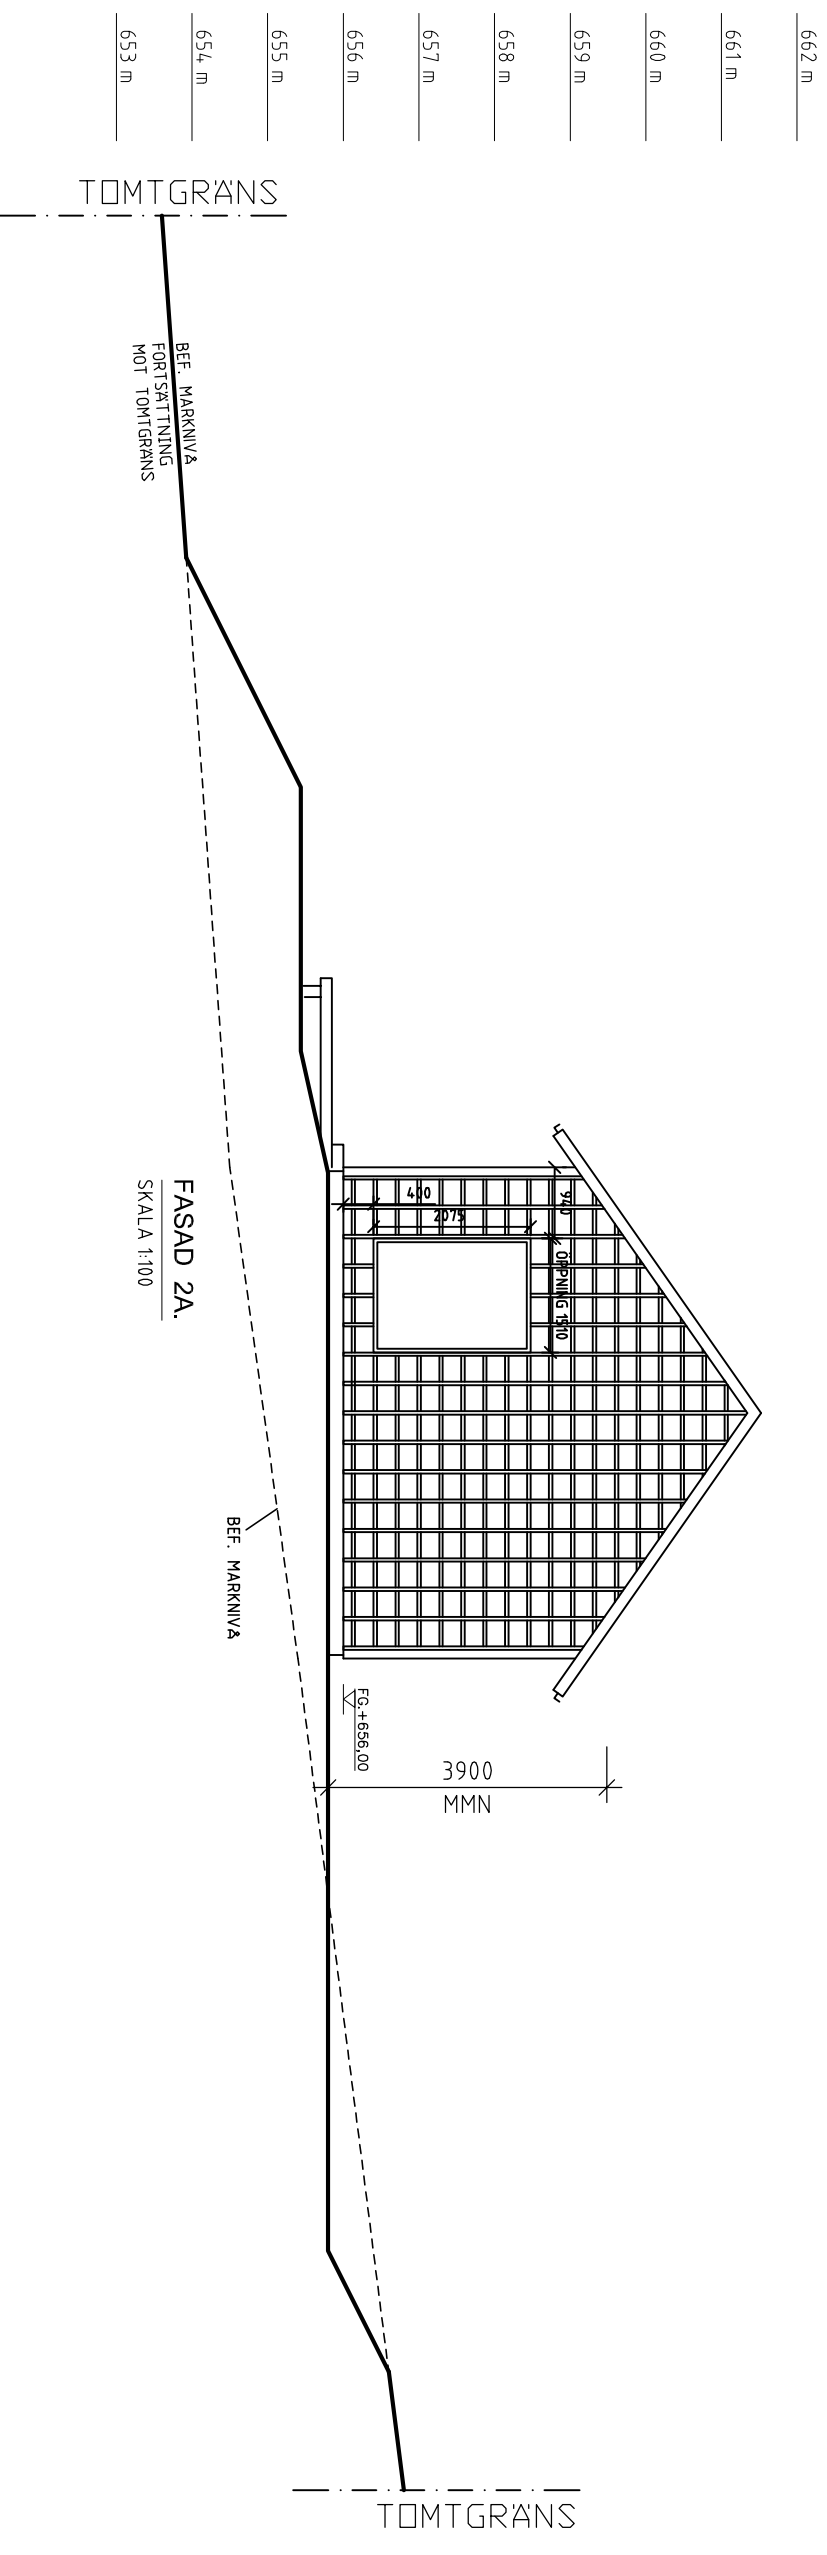 662 m
661 m
660 m
659 m
658 m
657 m
656 m
655 m
654 m
653 m
TOMTGRÄNS
BEF. MARKNIVÅ
FORTSÄTTNING
MOT TOMTGRÄNS
940
400
2075
ÖPPNING 1510
FASAD 2A.
SKALA 1:100
BEF. MARKNIVÅ
FG.+656,00
3900
MMN
TOMTGRÄNS